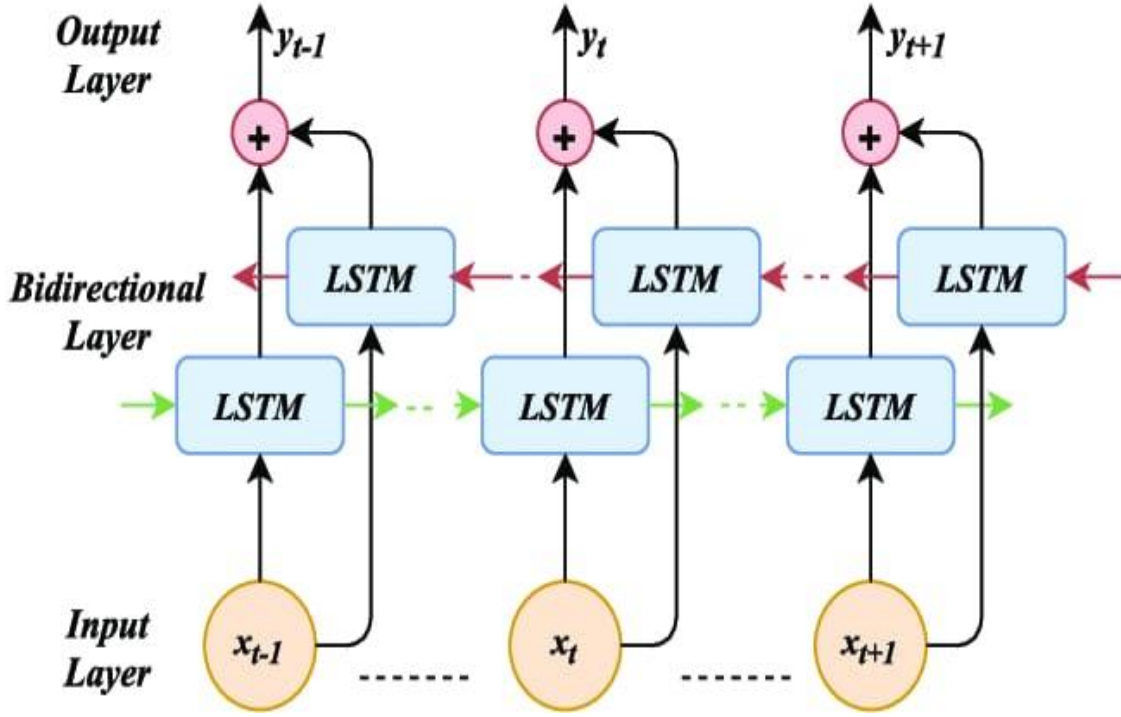 Output
Layer
y_{t-1}
y_t
y_{t+1}
+
+
+
Bidirectional
Layer
LSTM
LSTM
LSTM
LSTM
LSTM
LSTM
Input
Layer
x_{t-1}
x_t
x_{t+1}